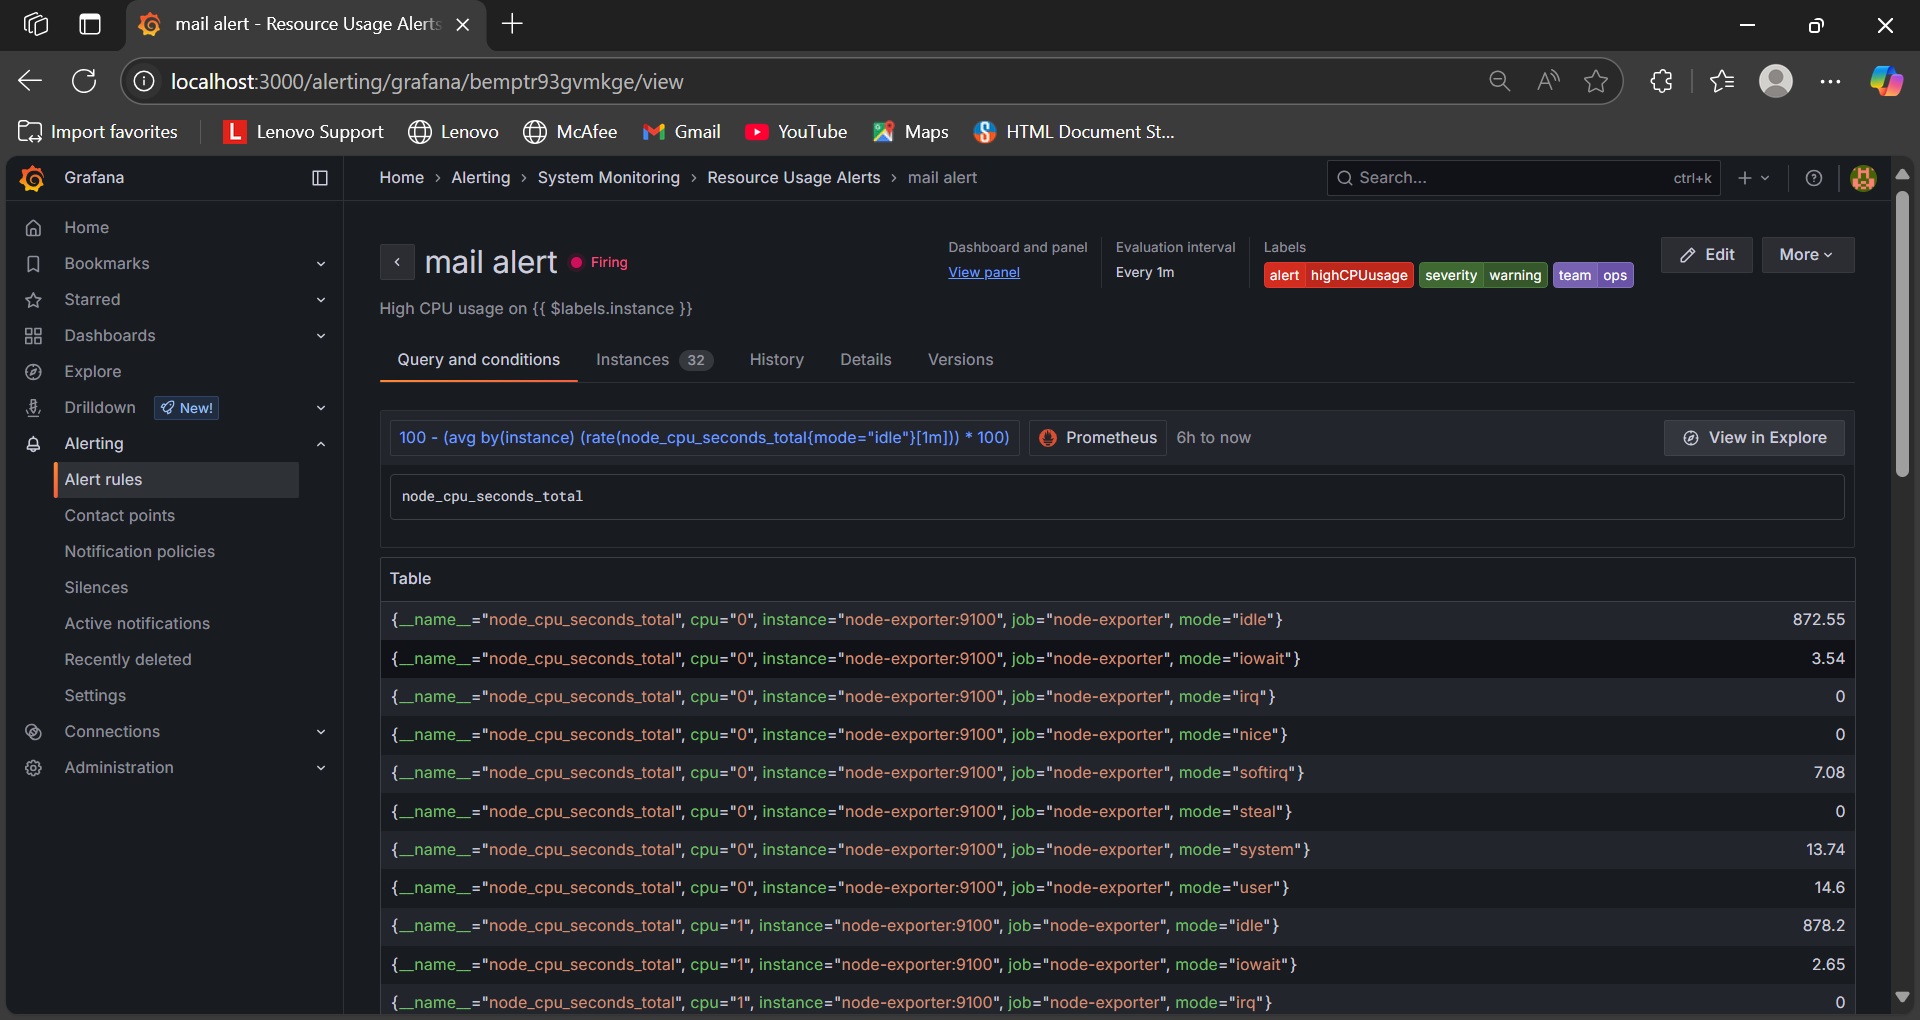 mail alert - Resource Usage Alerts
localhost:3000/alerting/grafana/bemptr93gvmkge/view
Import favorites
Lenovo Support
Lenovo
McAfee
Gmail
YouTube
Maps
HTML Document St...
Grafana
Home › Alerting › System Monitoring › Resource Usage Alerts › mail alert
Search...
ctrl+k
Home
Bookmarks
Starred
Dashboards
Explore
Drilldown New!
Alerting
Alert rules
Contact points
Notification policies
Silences
Active notifications
Recently deleted
Settings
Connections
Administration
mail alert Firing
High CPU usage on {{ $labels.instance }}
Dashboard and panel
View panel
Evaluation interval
Every 1m
Labels
alert highCPUusage severity warning team ops
Edit
More
Query and conditions
Instances 32
History
Details
Versions
100 - (avg by(instance) (rate(node_cpu_seconds_total{mode="idle"}[1m])) * 100)
Prometheus
6h to now
View in Explore
node_cpu_seconds_total
Table
{__name__="node_cpu_seconds_total", cpu="0", instance="node-exporter:9100", job="node-exporter", mode="idle"} 872.55
{__name__="node_cpu_seconds_total", cpu="0", instance="node-exporter:9100", job="node-exporter", mode="iowait"} 3.54
{__name__="node_cpu_seconds_total", cpu="0", instance="node-exporter:9100", job="node-exporter", mode="irq"} 0
{__name__="node_cpu_seconds_total", cpu="0", instance="node-exporter:9100", job="node-exporter", mode="nice"} 0
{__name__="node_cpu_seconds_total", cpu="0", instance="node-exporter:9100", job="node-exporter", mode="softirq"} 7.08
{__name__="node_cpu_seconds_total", cpu="0", instance="node-exporter:9100", job="node-exporter", mode="steal"} 0
{__name__="node_cpu_seconds_total", cpu="0", instance="node-exporter:9100", job="node-exporter", mode="system"} 13.74
{__name__="node_cpu_seconds_total", cpu="0", instance="node-exporter:9100", job="node-exporter", mode="user"} 14.6
{__name__="node_cpu_seconds_total", cpu="1", instance="node-exporter:9100", job="node-exporter", mode="idle"} 878.2
{__name__="node_cpu_seconds_total", cpu="1", instance="node-exporter:9100", job="node-exporter", mode="iowait"} 2.65
{__name__="node_cpu_seconds_total", cpu="1", instance="node-exporter:9100", job="node-exporter", mode="irq"} 0